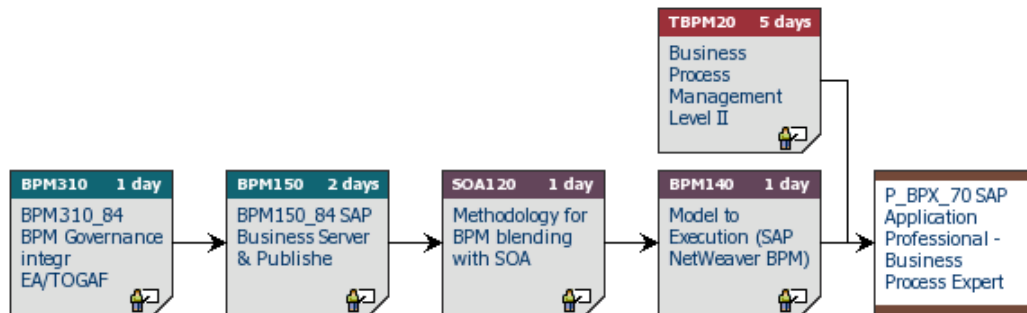 TBPM20 5 days
Business
Process
Management
Level II
BPM310 1 day
BPM310_84
BPM Governance
integr
EA/TOGAF
BPM150 2 days
BPM150_84 SAP
Business Server
& Publishe
SOA120 1 day
Methodology for
BPM blending
with SOA
BPM140 1 day
Model to
Execution (SAP
NetWeaver BPM)
P_BPX_70 SAP
Application
Professional -
Business
Process Expert